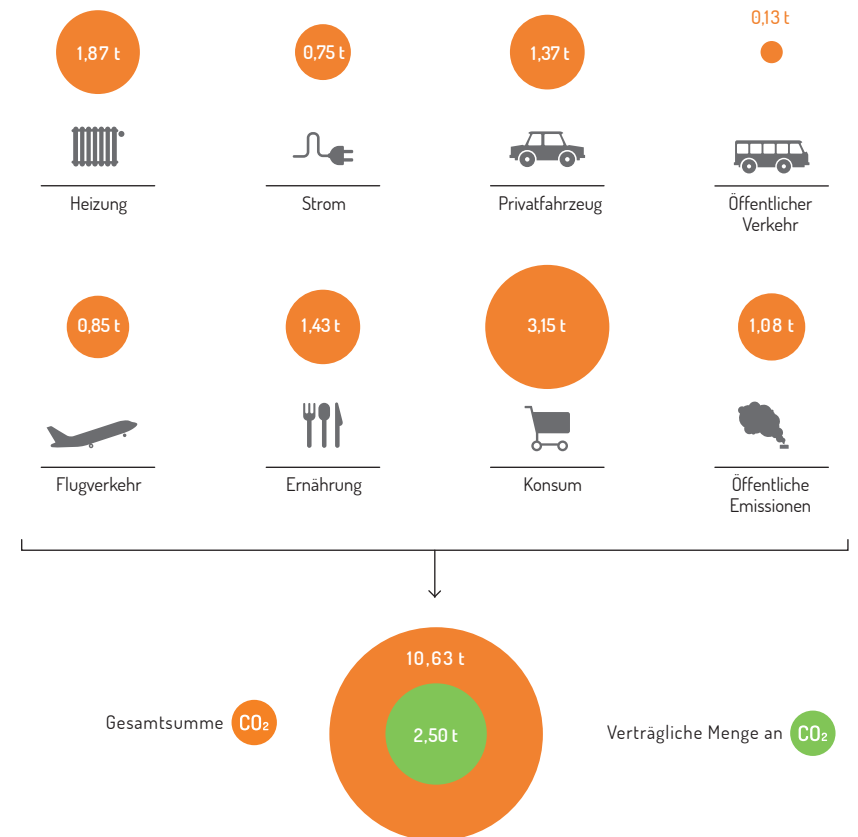 1,87 t
0,75 t
1,37 t
0,13 t
Heizung
Strom
Privatfahrzeug
Öffentlicher
Verkehr
0,85 t
1,43 t
3,15 t
1,08 t
Flugverkehr
Ernährung
Konsum
Öffentliche
Emissionen
10,63 t
Gesamtsumme CO₂
2,50 t
Verträgliche Menge an CO₂